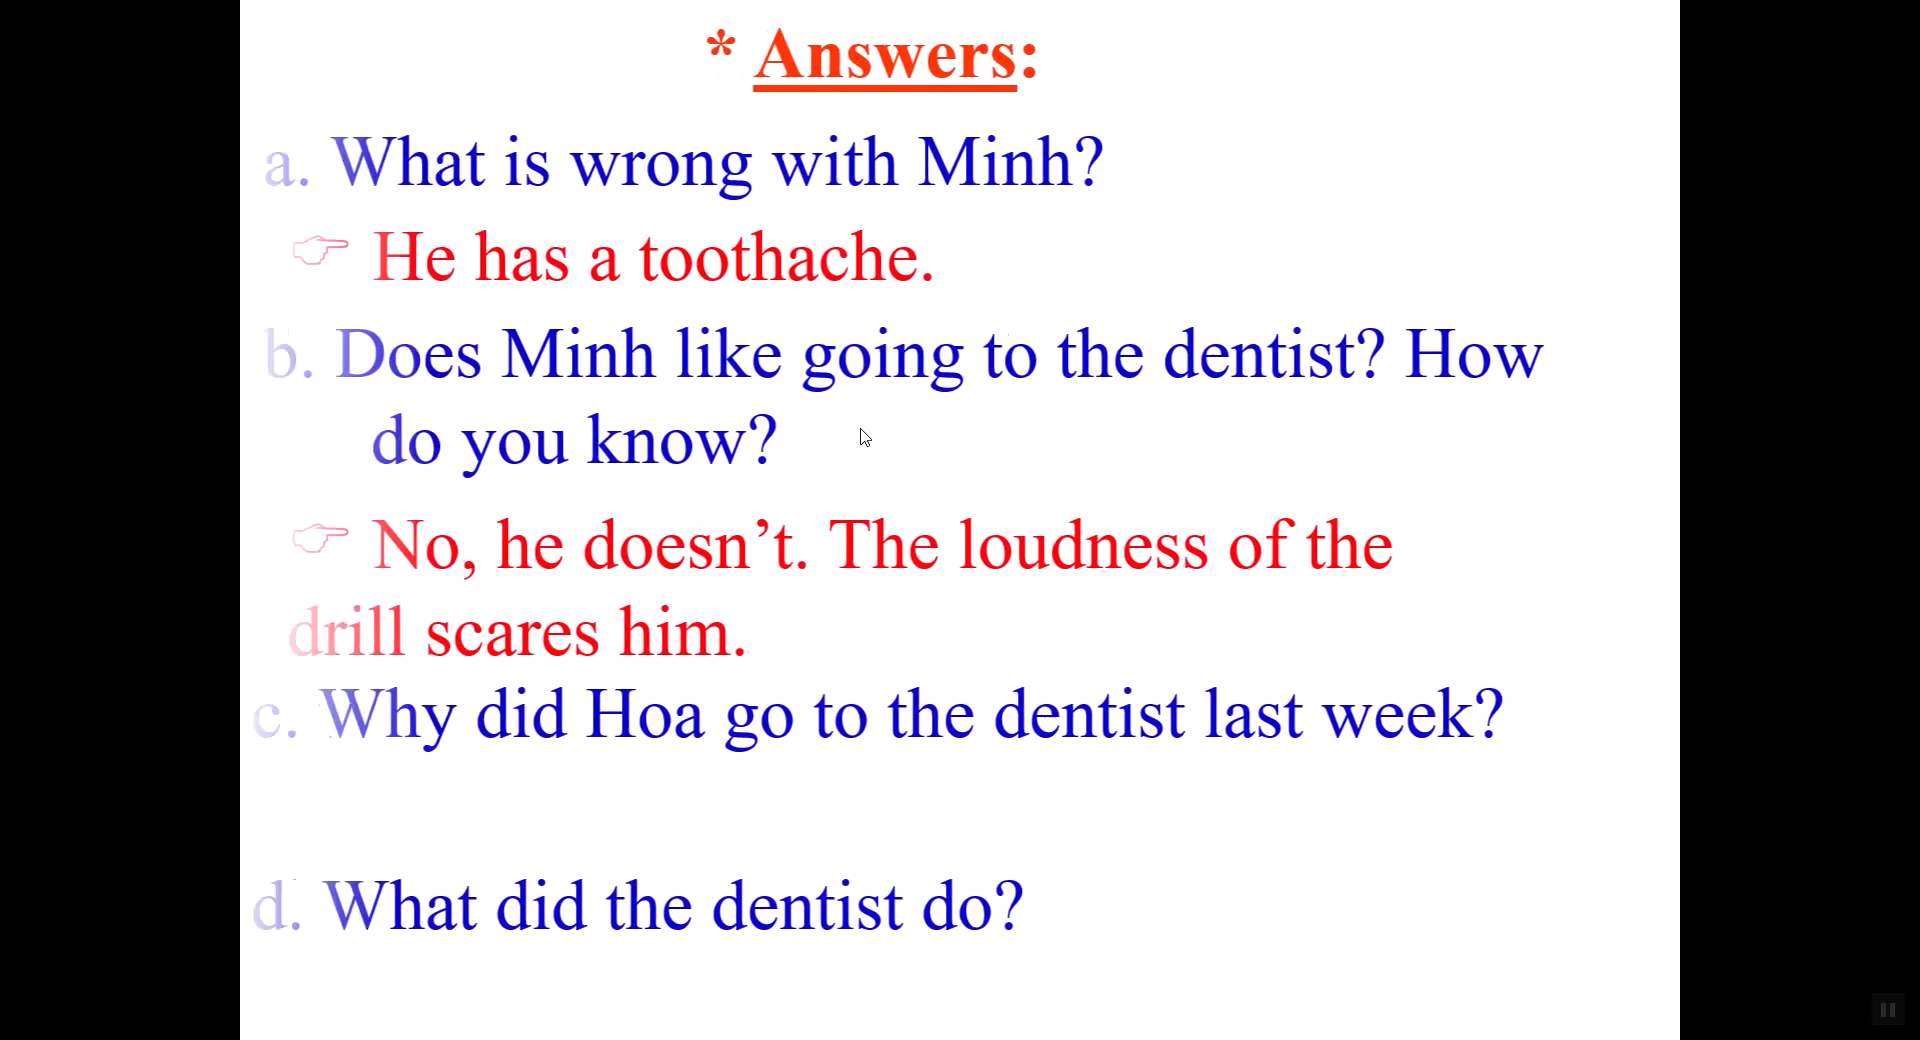 * Answers:
a. What is wrong with Minh?
☞ He has a toothache.
b. Does Minh like going to the dentist? How
do you know?
☞ No, he doesn’t. The loudness of the
drill scares him.
c. Why did Hoa go to the dentist last week?
d. What did the dentist do?